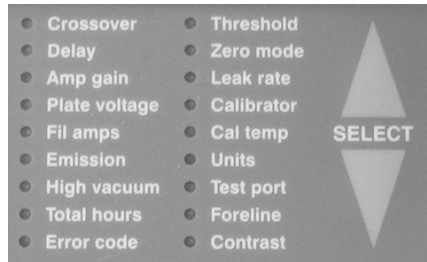 Crossover
Delay
Amp gain
Plate voltage
Fil amps
Emission
High vacuum
Total hours
Error code
Threshold
Zero mode
Leak rate
Calibrator
Cal temp
Units
Test port
Foreline
Contrast
SELECT